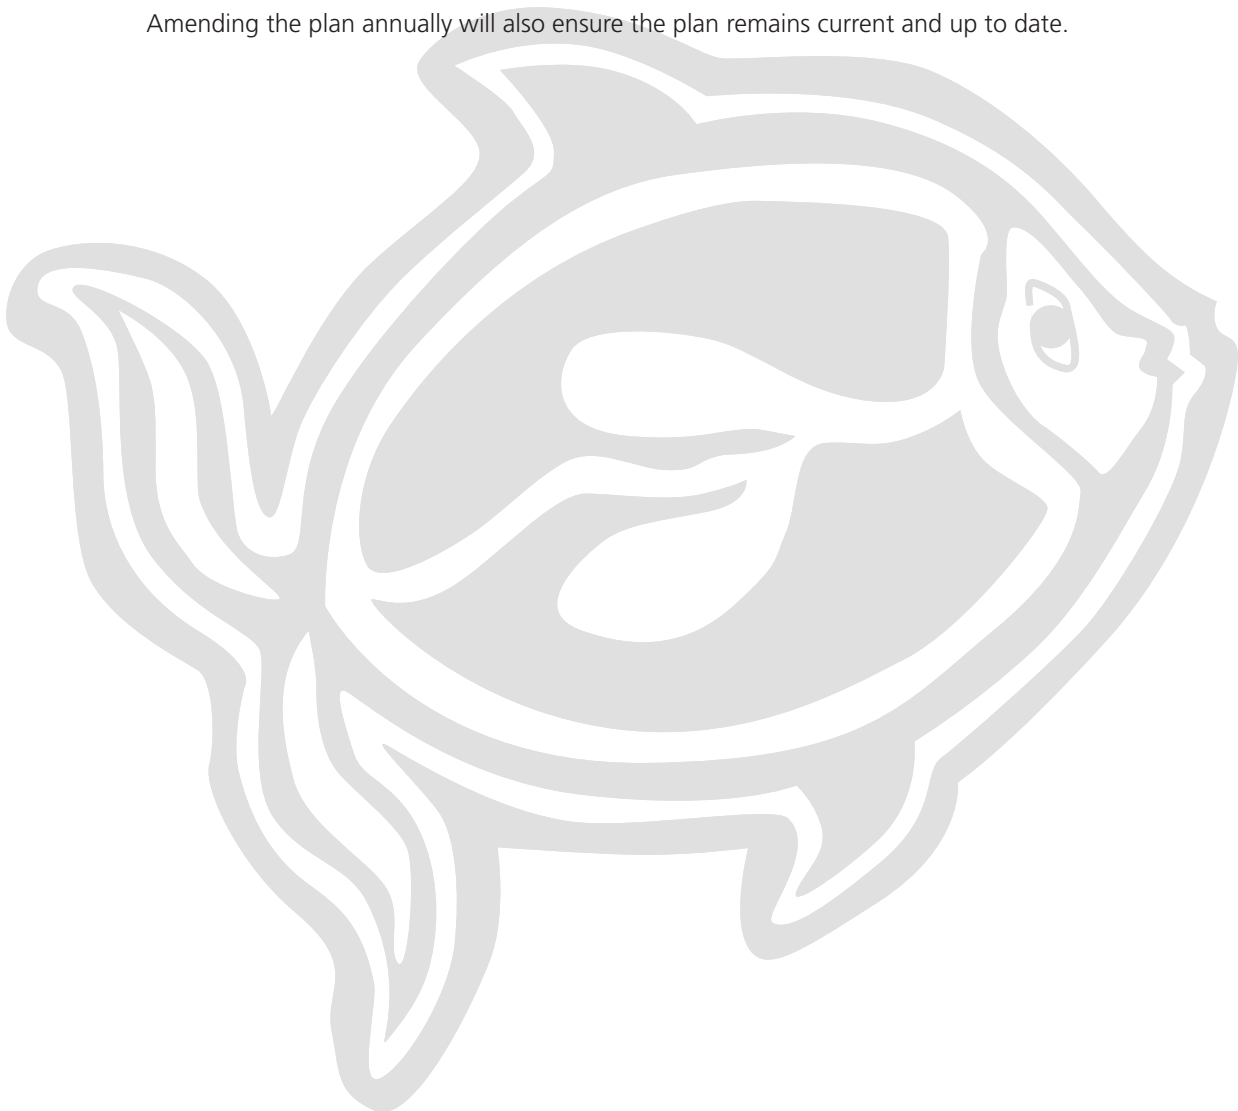 Amending the plan annually will also ensure the plan remains current and up to date.